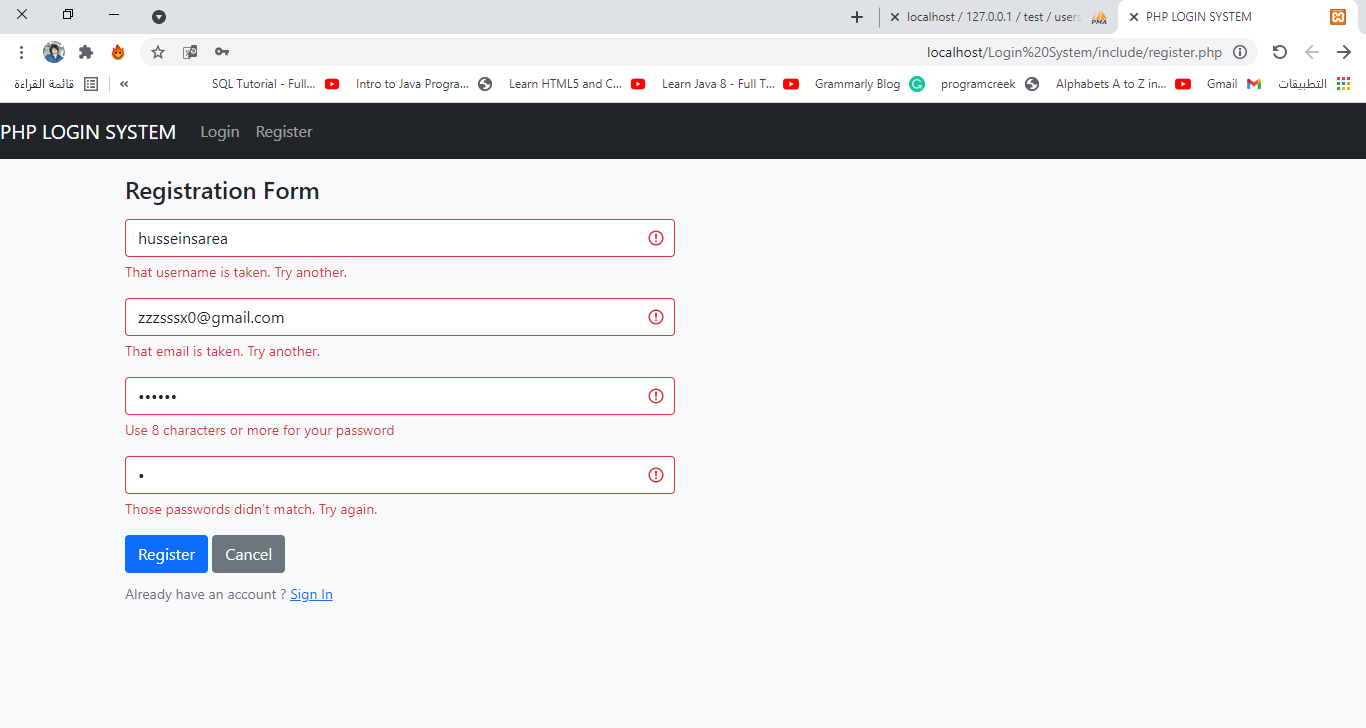 localhost / 127.0.0.1 / test / users
PMA
PHP LOGIN SYSTEM
localhost/Login%20System/include/register.php
قائمة القراءة
«
SQL Tutorial - Full...
Intro to Java Progra...
Learn HTML5 and C...
Learn Java 8 - Full T...
Grammarly Blog
programcreek
Alphabets A to Z in...
Gmail
التطبيقات
PHP LOGIN SYSTEM Login Register
Registration Form
husseinsarea
That username is taken. Try another.
zzzsssx0@gmail.com
That email is taken. Try another.
••••••
Use 8 characters or more for your password
•
Those passwords didn't match. Try again.
Register Cancel
Already have an account ? Sign In